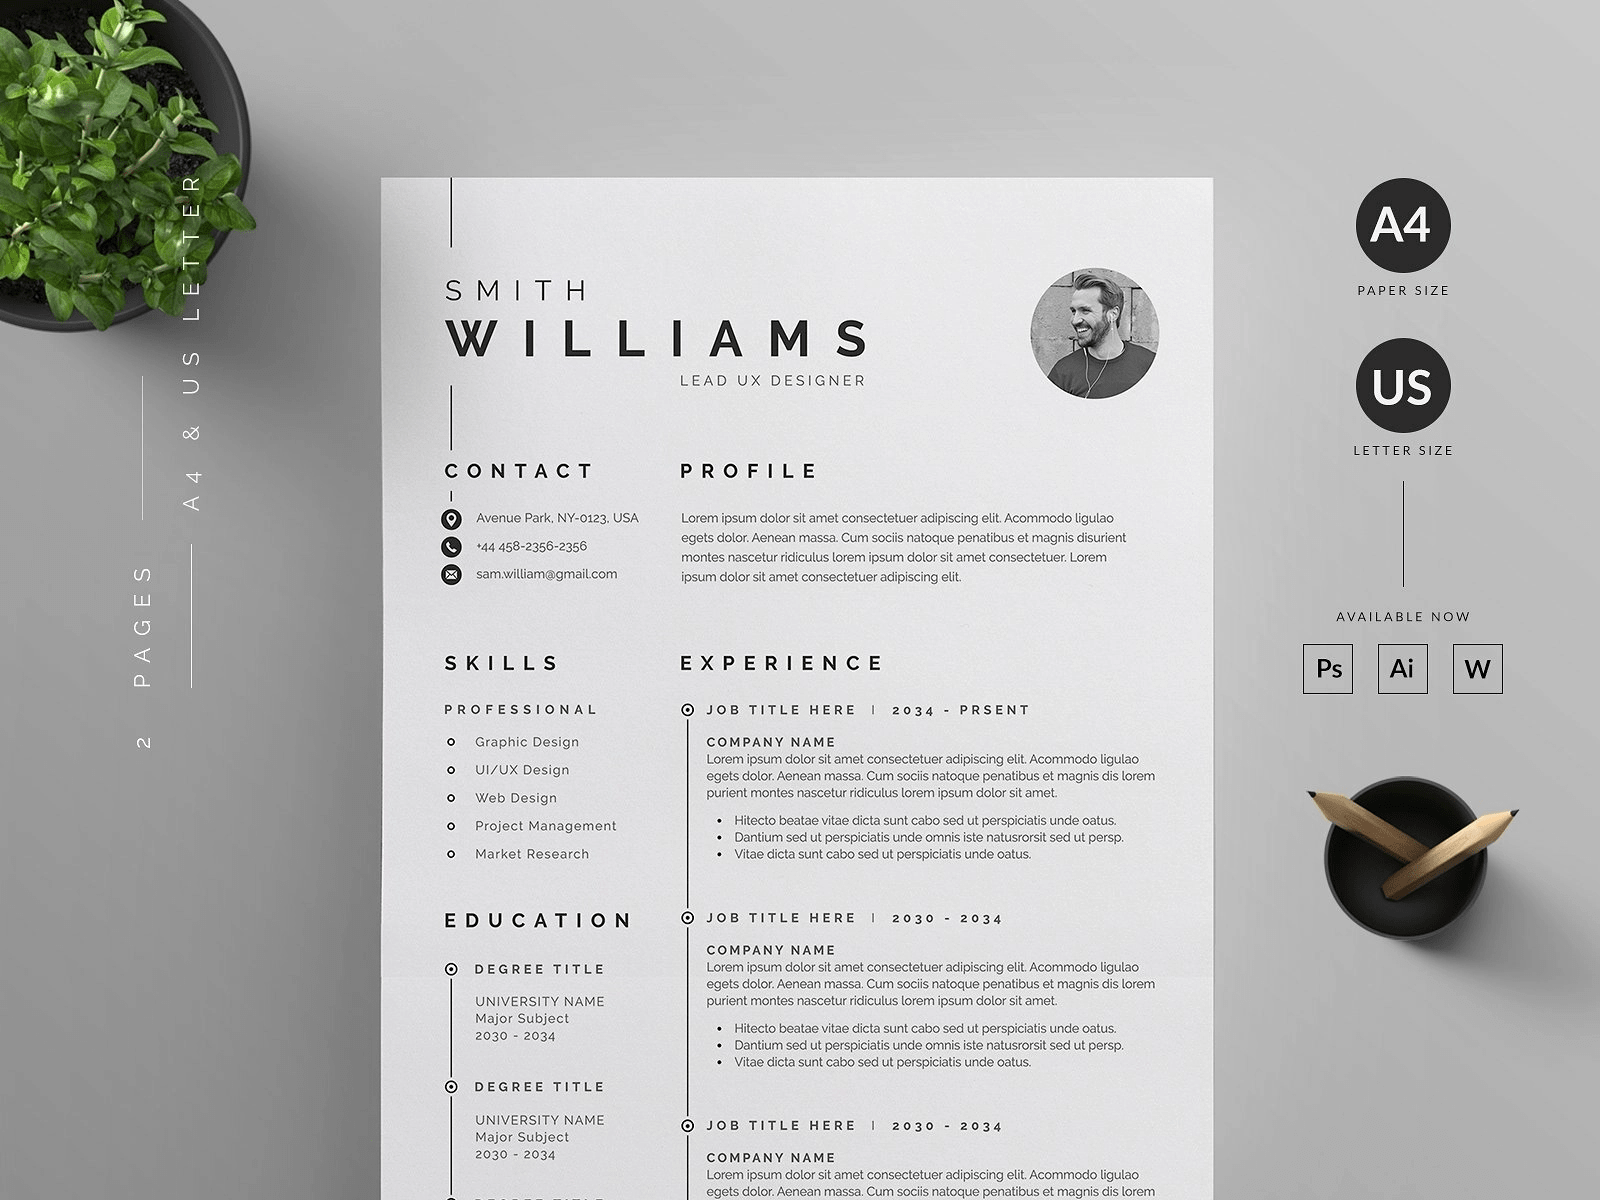 A4 & US LETTER
2 PAGES
SMITH
WILLIAMS
LEAD UX DESIGNER
CONTACT
Avenue Park, NY-0123, USA
+44 458-2356-2356
sam.william@gmail.com
PROFILE
Lorem ipsum dolor sit amet consectetuer adipiscing elit. Acommodo ligulao
egets dolor. Aenean massa. Cum sociis natoque penatibus et magnis disurient
montes nascetur ridiculus lorem ipsum dolor sit amet consectetuer. Lorem
ipsum dolor sit amet consectetuer adipiscing elit.
SKILLS
PROFESSIONAL
Graphic Design
UI/UX Design
Web Design
Project Management
Market Research
EDUCATION
DEGREE TITLE
UNIVERSITY NAME
Major Subject
2030 - 2034
DEGREE TITLE
UNIVERSITY NAME
Major Subject
2030 - 2034
EXPERIENCE
JOB TITLE HERE | 2034 - PRSENT
COMPANY NAME
Lorem ipsum dolor sit amet consectetuer adipiscing elit. Acommodo ligulao
egets dolor. Aenean massa. Cum sociis natoque penatibus et magnis dis lorem
purient montes nascetur ridiculus lorem ipsum dolor sit amet.
• Hitecto beatae vitae dicta sunt cabo sed ut perspiciatis unde oatus.
• Dantium sed ut perspiciatis unde omnis iste natusrorsit sed ut persp.
• Vitae dicta sunt cabo sed ut perspiciatis unde oatus.
JOB TITLE HERE | 2030 - 2034
COMPANY NAME
Lorem ipsum dolor sit amet consectetuer adipiscing elit. Acommodo ligulao
egets dolor. Aenean massa. Cum sociis natoque penatibus et magnis dis lorem
purient montes nascetur ridiculus lorem ipsum dolor sit amet.
• Hitecto beatae vitae dicta sunt cabo sed ut perspiciatis unde oatus.
• Dantium sed ut perspiciatis unde omnis iste natusrorsit sed ut persp.
• Vitae dicta sunt cabo sed ut perspiciatis unde oatus.
JOB TITLE HERE | 2030 - 2034
COMPANY NAME
Lorem ipsum dolor sit amet consectetuer adipiscing elit. Acommodo ligulao
egets dolor. Aenean massa. Cum sociis natoque penatibus et magnis dis lorem
A4
PAPER SIZE
US
LETTER SIZE
AVAILABLE NOW
Ps Ai W